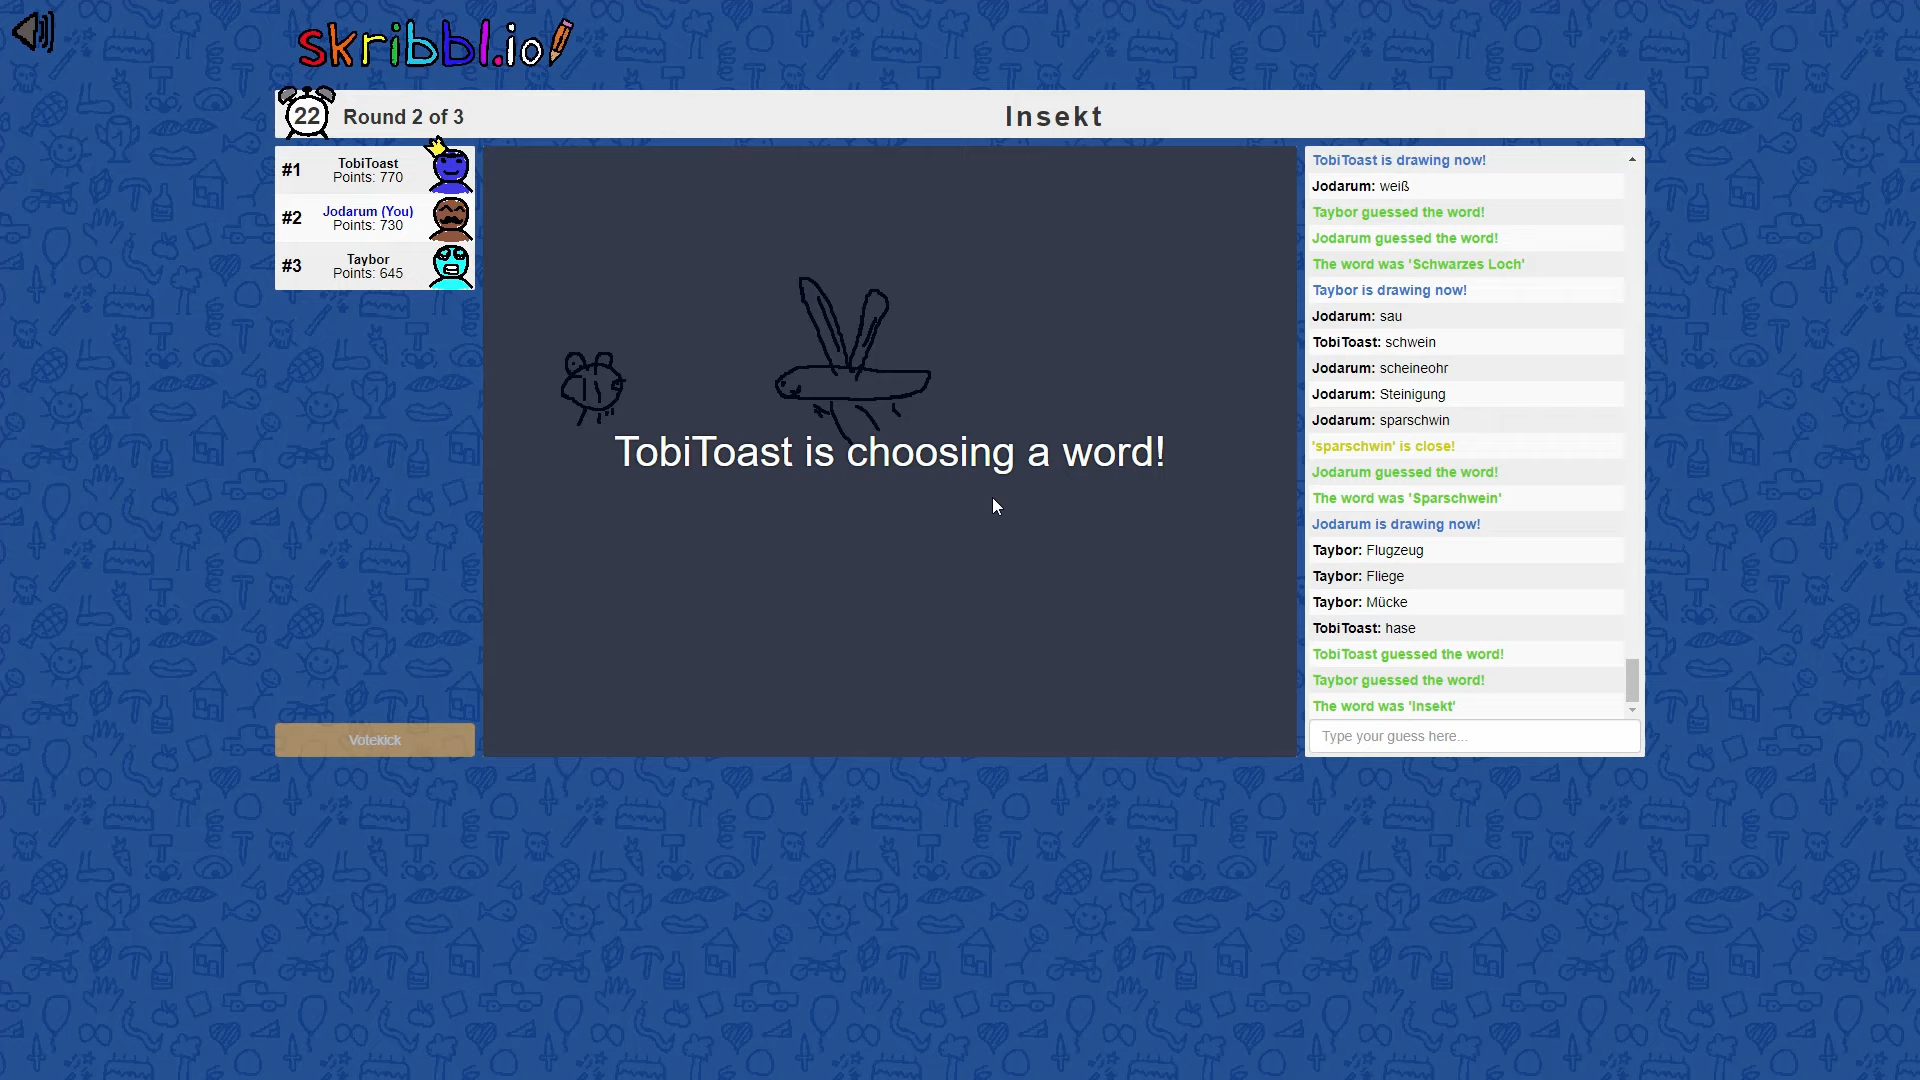 skribbl.io
22
Round 2 of 3
Insekt
#1
TobiToast
Points: 770
#2
Jodarum (You)
Points: 730
#3
Taybor
Points: 645
TobiToast is choosing a word!
Votekick
TobiToast is drawing now!
Jodarum: weiß
Taybor guessed the word!
Jodarum guessed the word!
The word was 'Schwarzes Loch'
Taybor is drawing now!
Jodarum: sau
TobiToast: schwein
Jodarum: scheineohr
Jodarum: Steinigung
Jodarum: sparschwin
'sparschwin' is close!
Jodarum guessed the word!
The word was 'Sparschwein'
Jodarum is drawing now!
Taybor: Flugzeug
Taybor: Fliege
Taybor: Mücke
TobiToast: hase
TobiToast guessed the word!
Taybor guessed the word!
The word was 'Insekt'
Type your guess here...